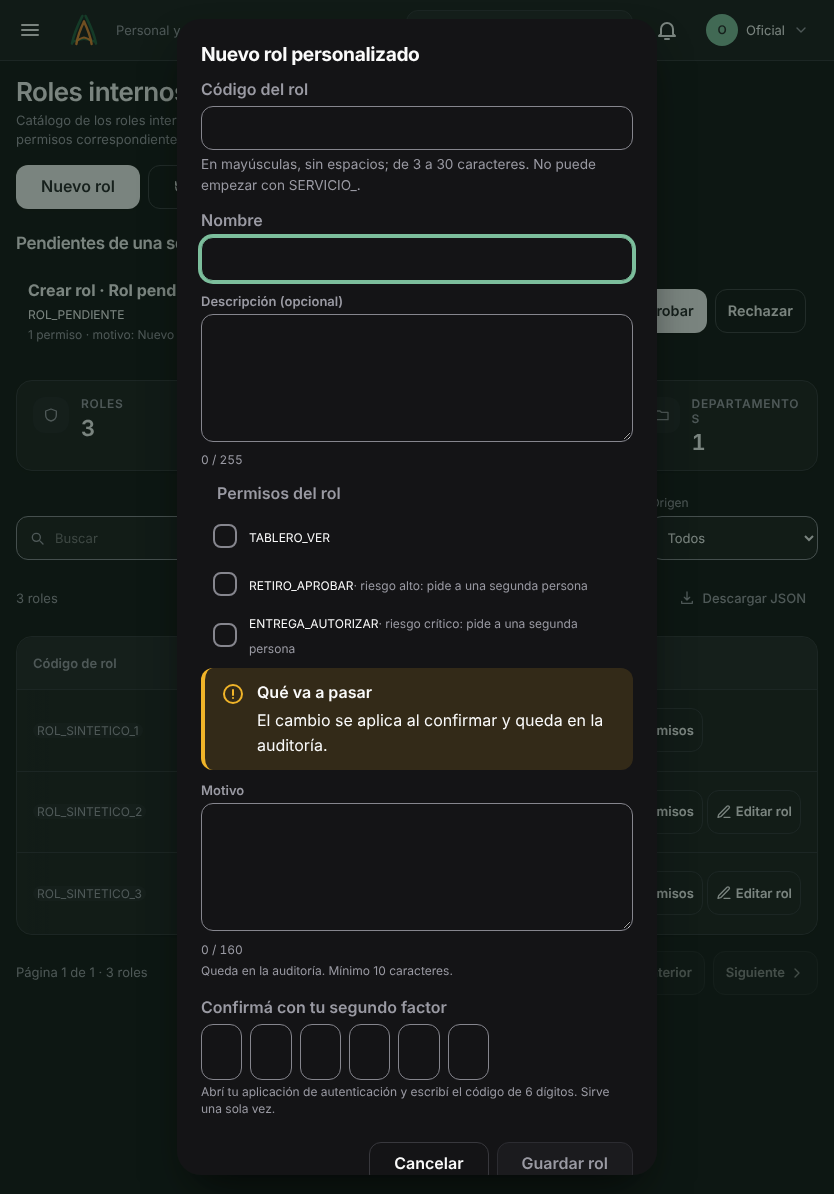 Personal y
O
Oficial
Nuevo rol personalizado
Código del rol
En mayúsculas, sin espacios; de 3 a 30 caracteres. No puede
empezar con SERVICIO_.
Nombre
Descripción (opcional)
0 / 255
Permisos del rol
TABLERO_VER
RETIRO_APROBAR· riesgo alto: pide a una segunda persona
ENTREGA_AUTORIZAR· riesgo crítico: pide a una segunda
persona
Qué va a pasar
El cambio se aplica al confirmar y queda en la
auditoría.
Motivo
0 / 160
Queda en la auditoría. Mínimo 10 caracteres.
Confirmá con tu segundo factor
Abrí tu aplicación de autenticación y escribí el código de 6 dígitos. Sirve
una sola vez.
Cancelar
Guardar rol
Roles internos
Catálogo de los roles inter
permisos correspondiente
Nuevo rol
Pendientes de una s
Crear rol · Rol pend
ROL_PENDIENTE
1 permiso · motivo: Nuevo
robar
Rechazar
ROLES
3
DEPARTAMENTO
S
1
Origen
Buscar
Todos
3 roles
Descargar JSON
Código de rol
ROL_SINTETICO_1
misos
ROL_SINTETICO_2
misos
Editar rol
ROL_SINTETICO_3
misos
Editar rol
Página 1 de 1 · 3 roles
terior
Siguiente